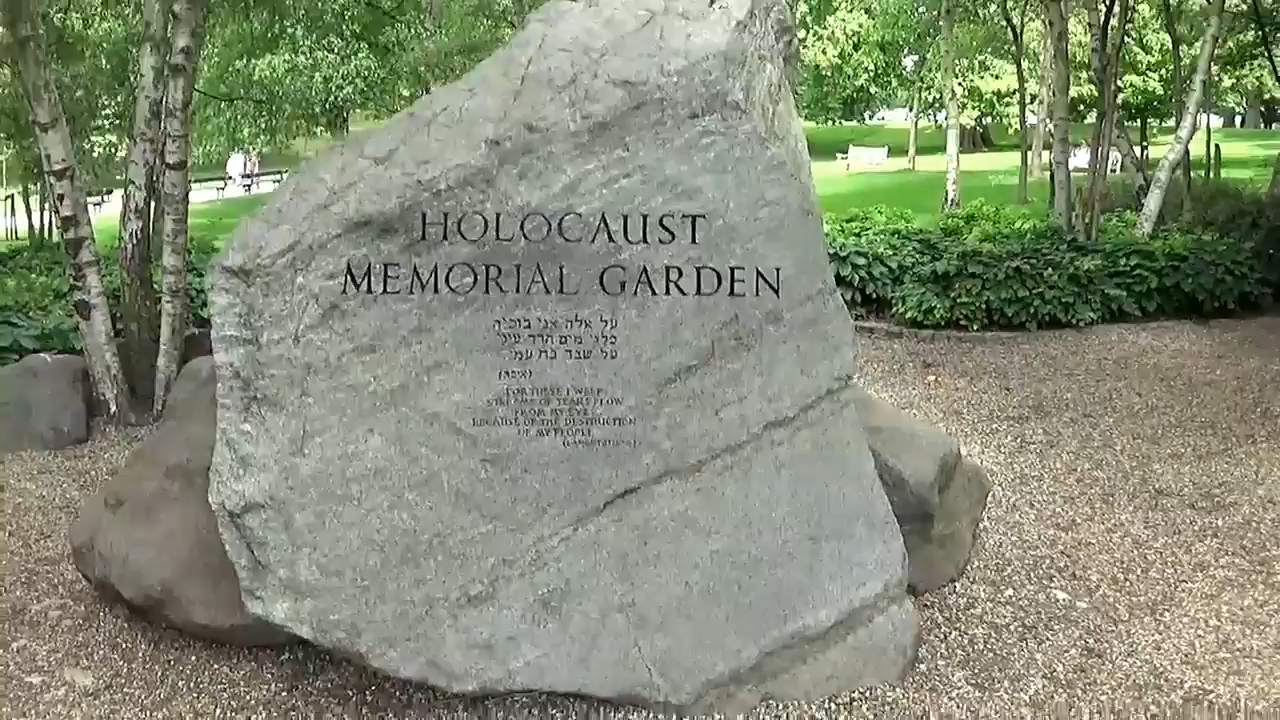 HOLOCAUST
MEMORIAL GARDEN
על אלה אני בוכיה
פלגי מים תרד עיני
על שבר בת עמי
(איכה)
FOR THESE I WEEP
STREAMS OF TEARS FLOW
FROM MY EYES
BECAUSE OF THE DESTRUCTION
OF MY PEOPLE
(LAMENTATIONS)